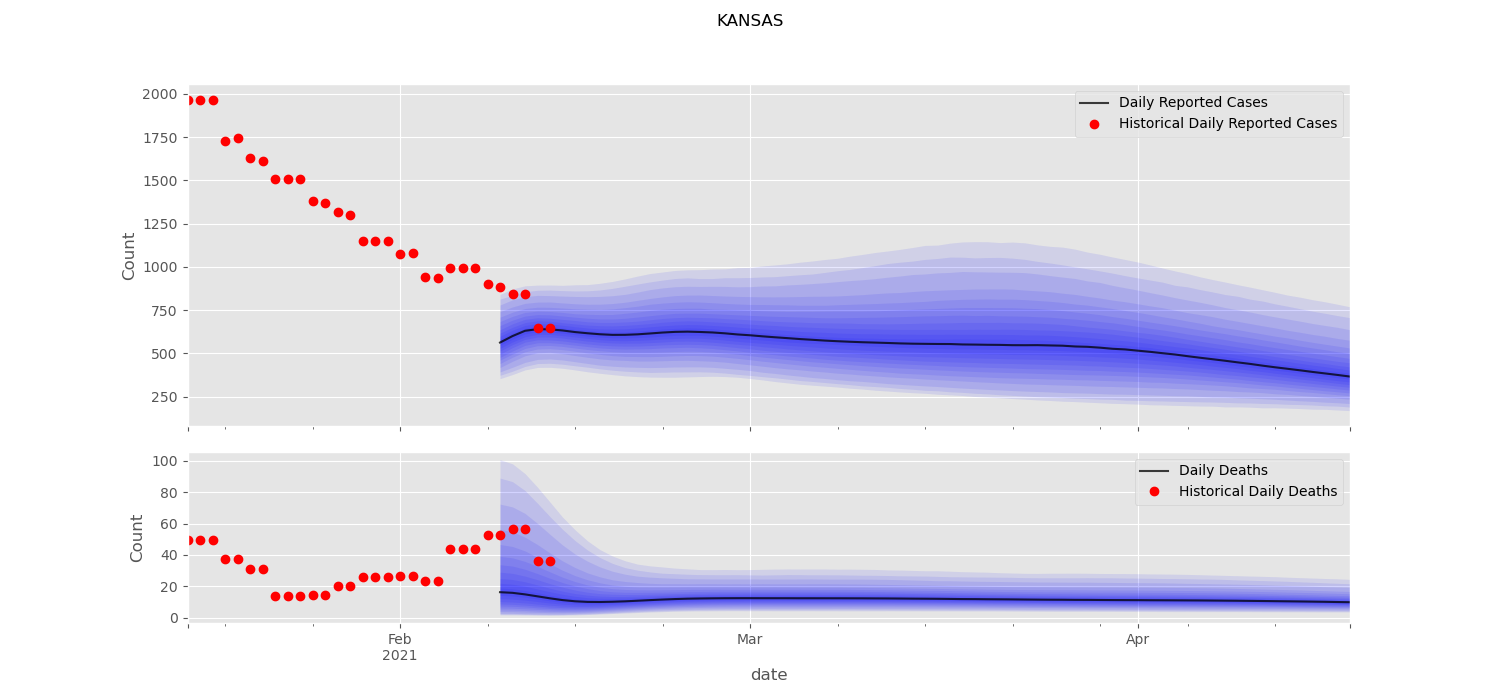 KANSAS
2000
1750
1500
1250
1000
750
500
250
Count
Daily Reported Cases
Historical Daily Reported Cases
100
80
60
40
20
0
Count
Daily Deaths
Historical Daily Deaths
Feb
2021
Mar
Apr
date